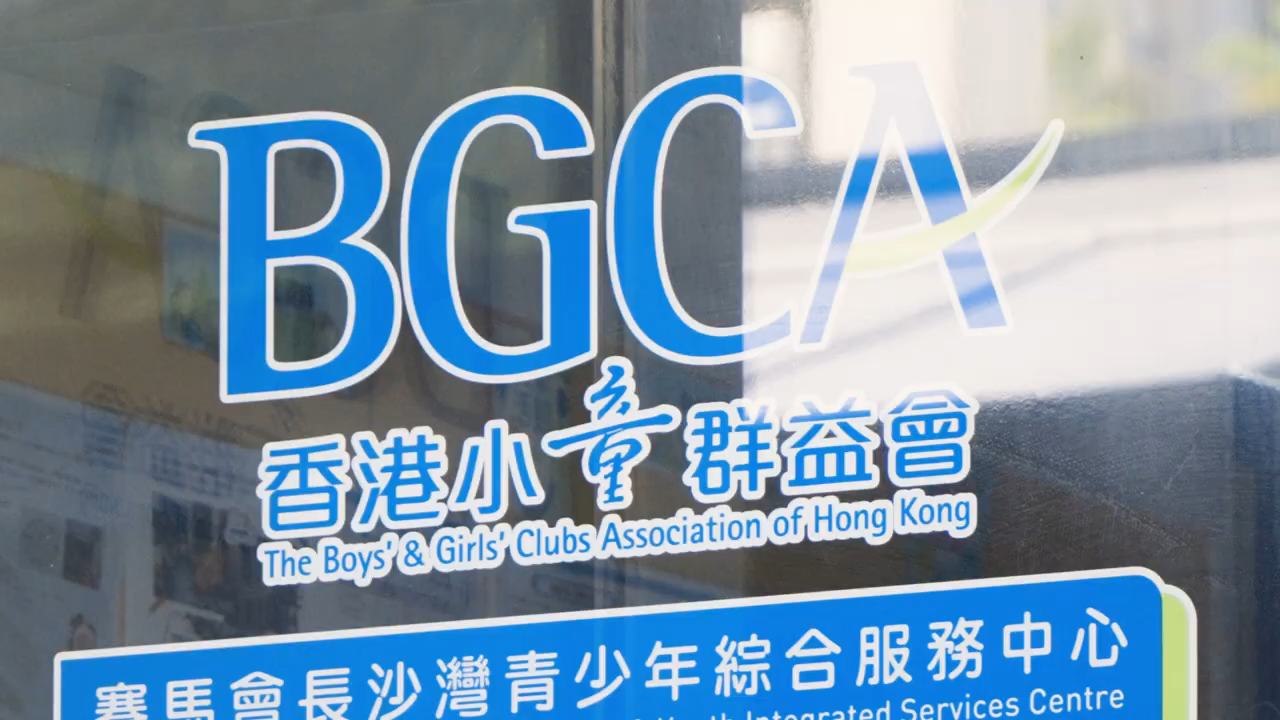 BGCA
香港小童群益會
The Boys' & Girls' Clubs Association of Hong Kong
賽馬會長沙灣青少年綜合服務中心
Youth Integrated Services Centre